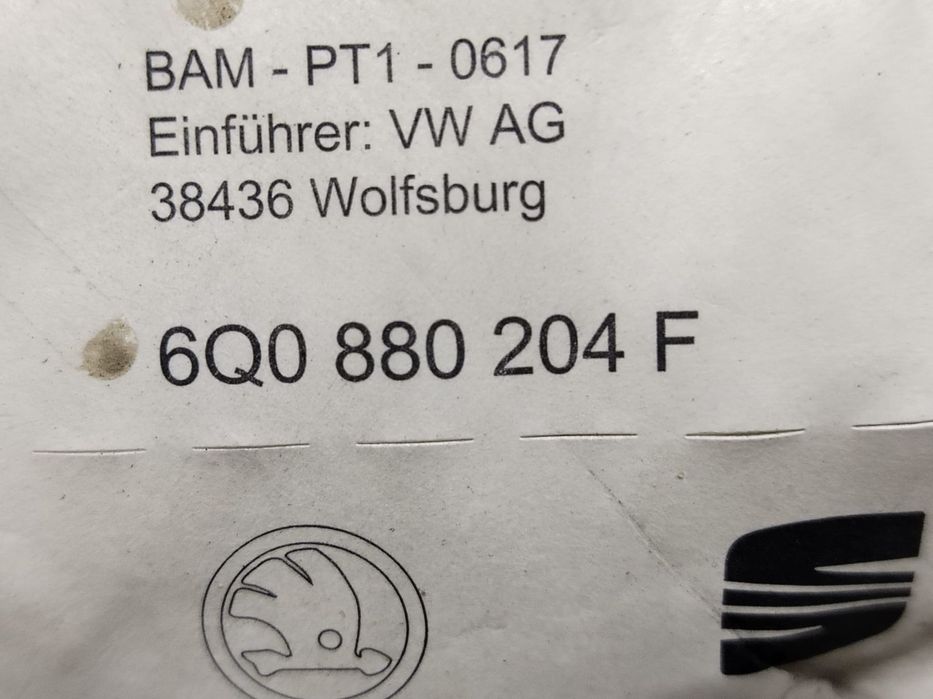 BAM - PT1 - 0617
Einführer: VW AG
38436 Wolfsburg
6Q0 880 204 F